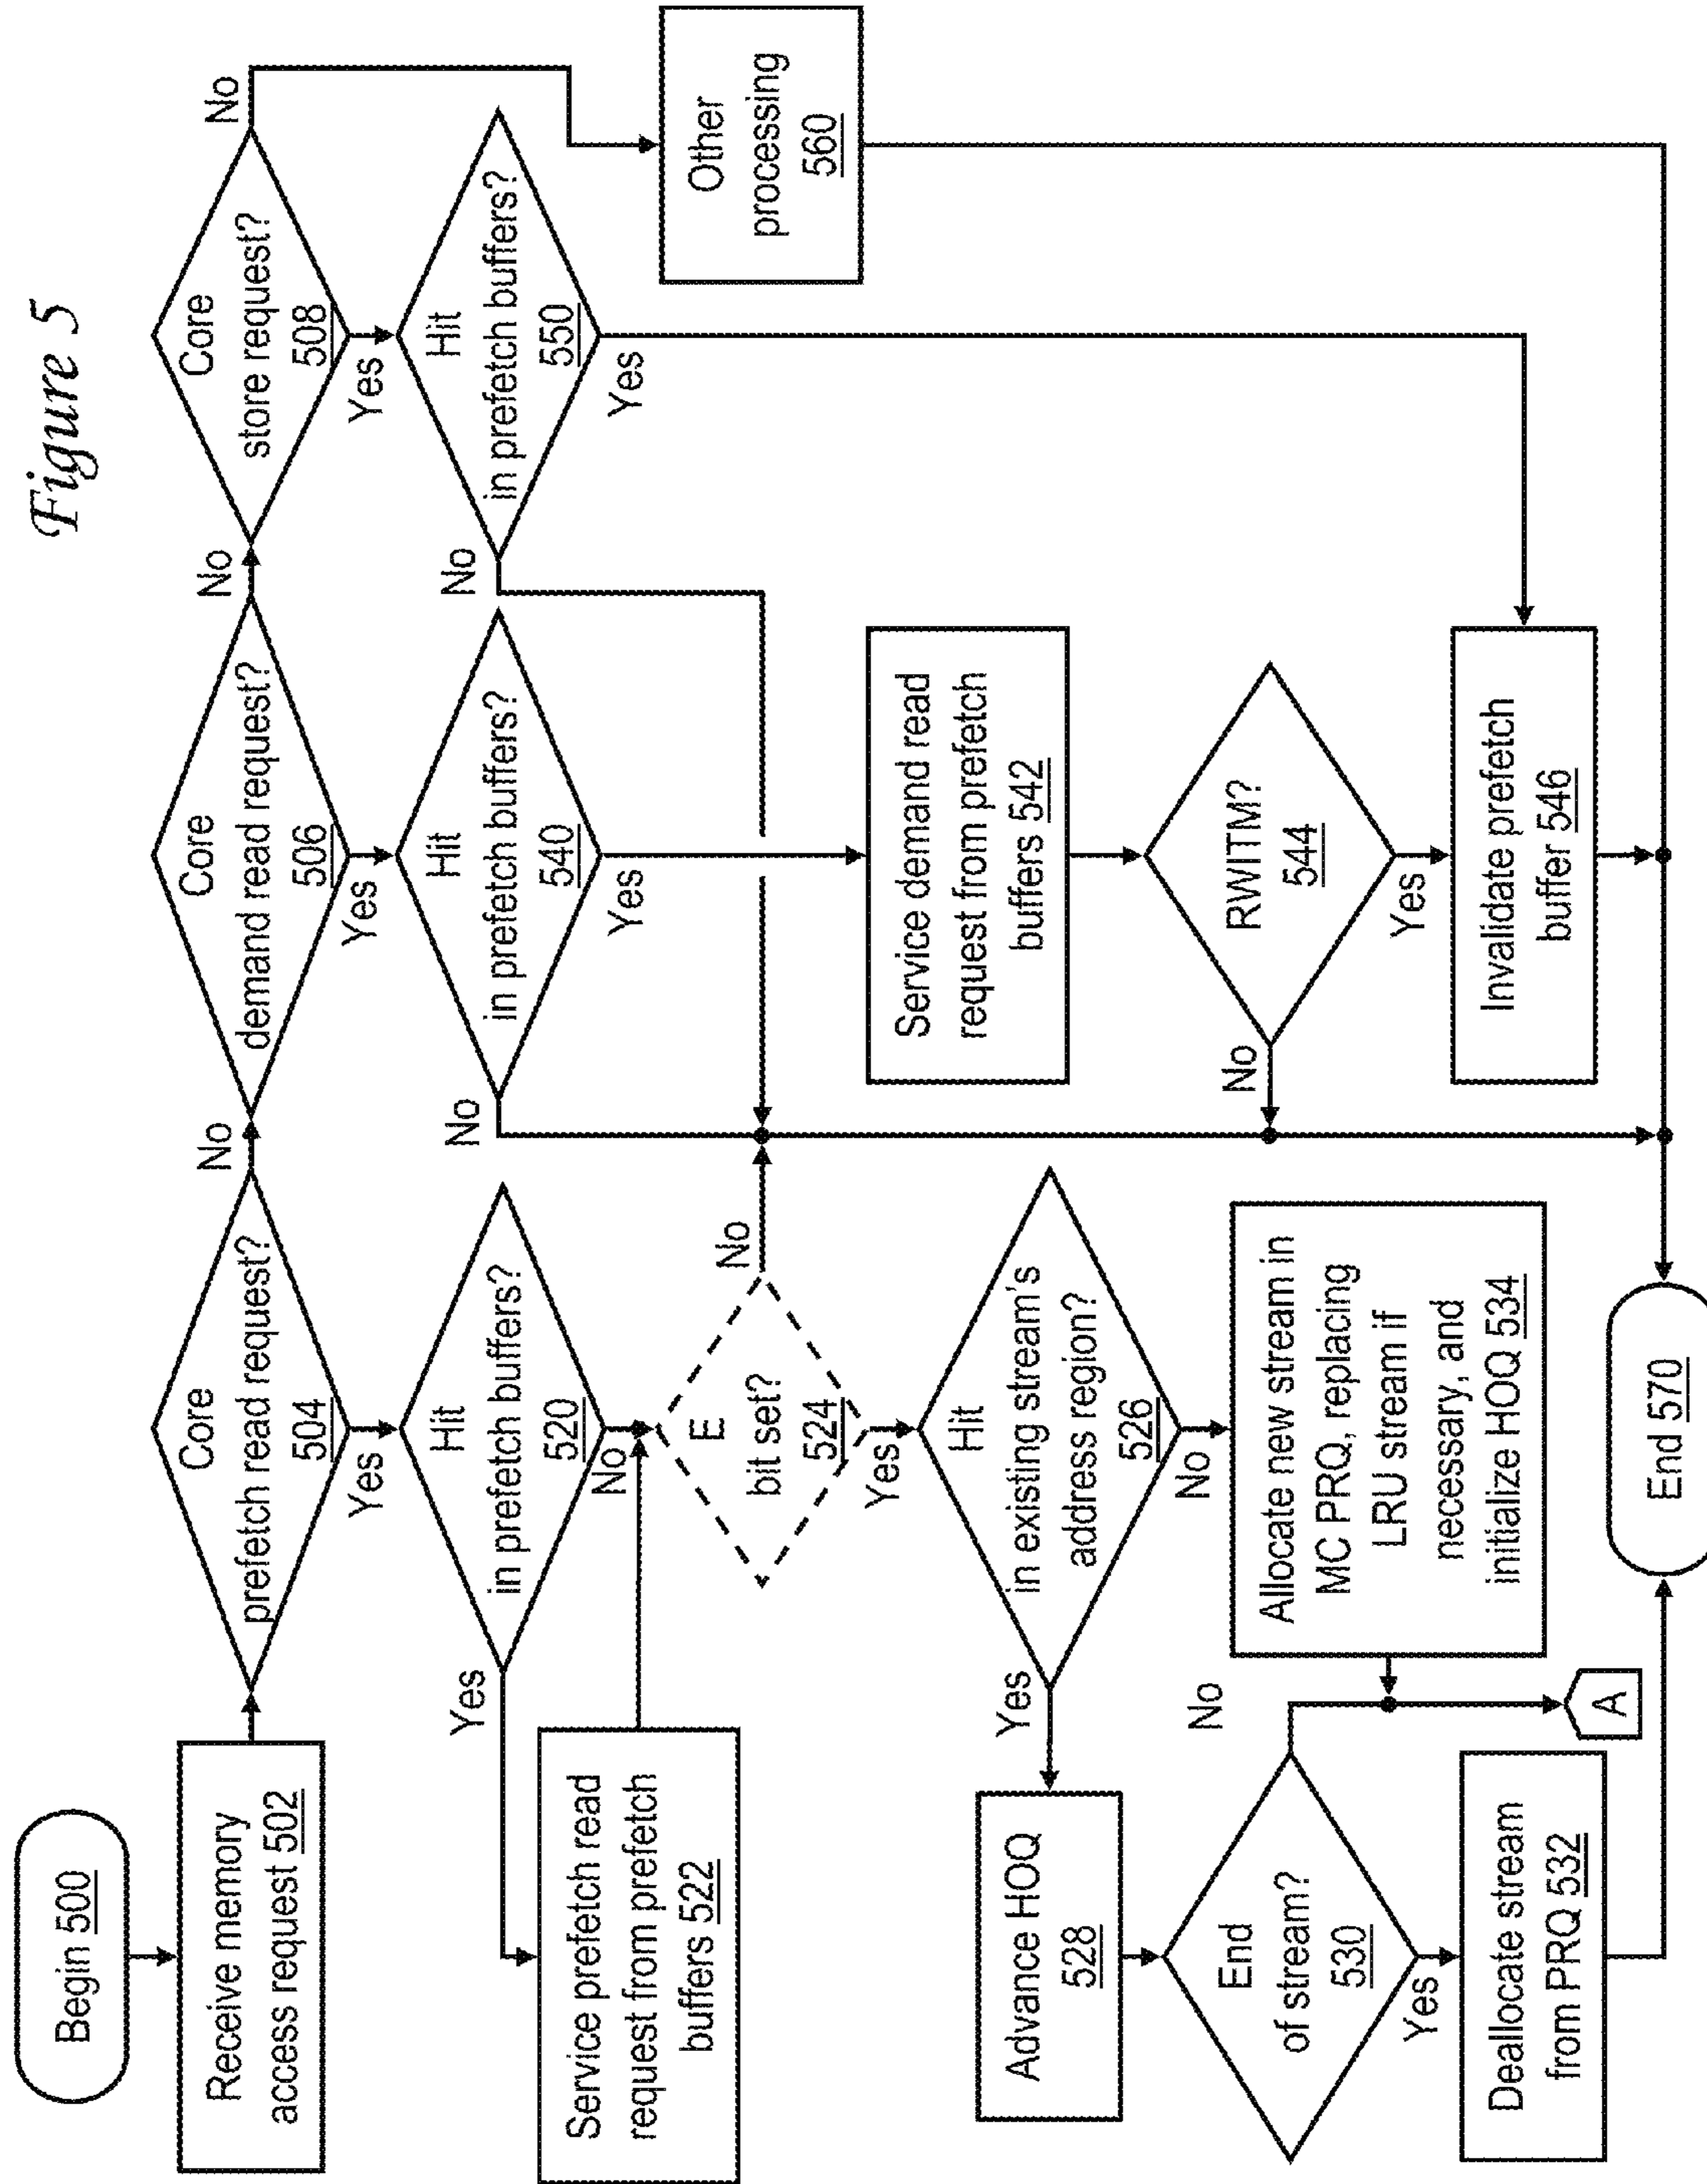 Figure 5
Begin 500
Receive memory
access request 502
Core
prefetch read request?
504
No
Yes
Core
demand read request?
506
No
Yes
Core
store request?
508
No
Yes
Hit
in prefetch buffers?
520
Yes
No
Service prefetch read
request from prefetch
buffers 522
Hit
in prefetch buffers?
540
No
Yes
Hit
in prefetch buffers?
550
No
Yes
Other
processing
560
E
bit set?
524
No
Yes
Service demand read
request from prefetch
buffers 542
Hit
in existing stream's
address region?
526
Yes
No
RWITM?
544
No
Yes
Advance HOQ
528
End
of stream?
530
No
Yes
Allocate new stream in
MC PRQ, replacing
LRU stream if
necessary, and
initialize HOQ 534
Invalidate prefetch
buffer 546
Deallocate stream
from PRQ 532
A
End 570